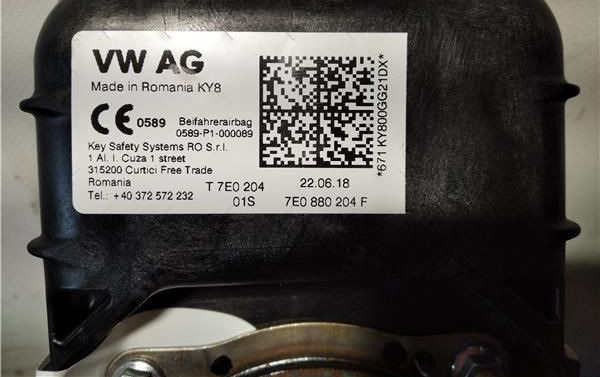 VW AG
Made in Romania KY8
CE 0589 Beifahrerairbag
0589-P1-000089
Key Safety Systems RO S.r.l.
1 Al. I. Cuza 1 street
315200 Curtici Free Trade
Romania
Tel.: +40 372 572 232
T 7E0 204
01S
22.06.18
7E0 880 204 F
*671 KY800GG21DX*